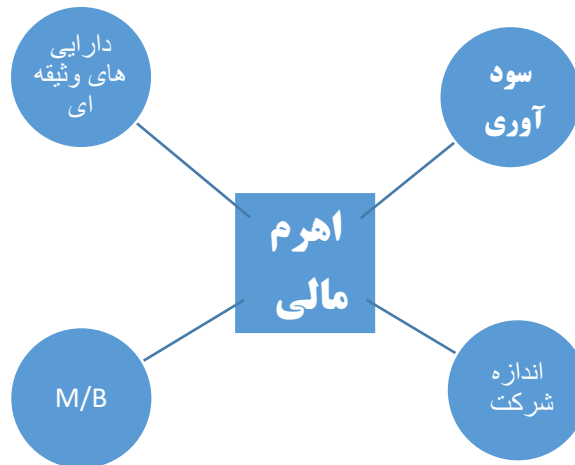 سود
آوری
دارایی
های وثیقه
ای
اهرم
مالی
اندازه
شرکت
M/B